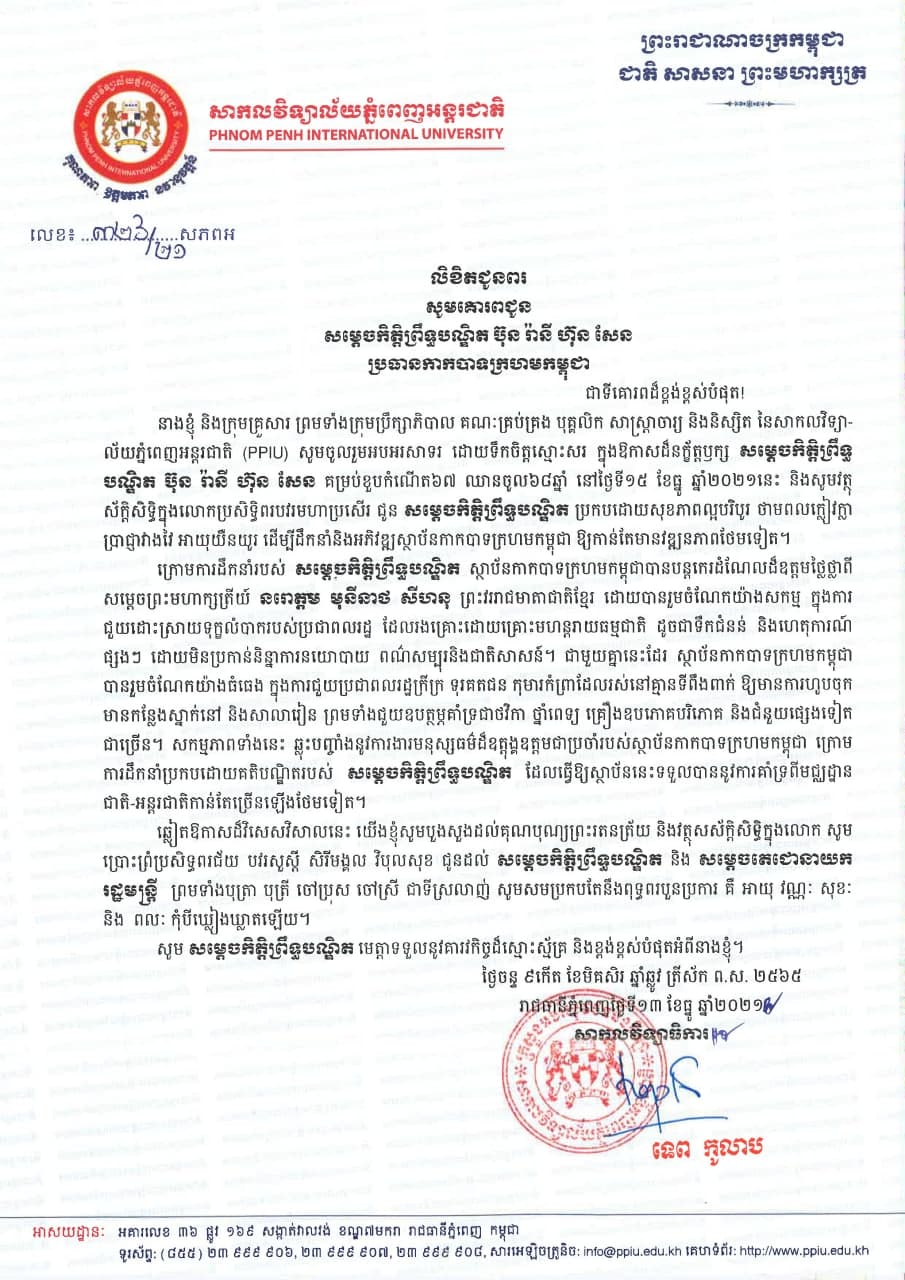 ព្រះរាជាណាចក្រកម្ពុជា
ជាតិ សាសនា ព្រះមហាក្សត្រ
សាកលវិទ្យាល័យភ្នំពេញអន្តរជាតិ
PHNOM PENH INTERNATIONAL UNIVERSITY
PHNOM PENH INTERNATIONAL UNIVERSITY
គុណភាព ឧត្តមភាព នវានុវត្តន៍
លេខ៖ ...៣២៦/២១.....សភពអ
លិខិតជូនពរ
សូមគោរពជូន
សម្តេចកិត្តិព្រឹទ្ធបណ្ឌិត ប៊ុន រ៉ានី ហ៊ុន សែន
ប្រធានកាកបាទក្រហមកម្ពុជា
ជាទីគោរពដ៏ខ្ពង់ខ្ពស់បំផុត!
នាងខ្ញុំ និងក្រុមគ្រួសារ ព្រមទាំងក្រុមប្រឹក្សាភិបាល គណៈគ្រប់គ្រង បុគ្គលិក សាស្ត្រាចារ្យ និងនិស្សិត នៃសាកលវិទ្យា-
ល័យភ្នំពេញអន្តរជាតិ (PPIU) សូមចូលរួមអបអរសាទរ ដោយទឹកចិត្តស្មោះសរ ក្នុងឱកាសដ៏នក្ខ័ត្តឫក្ស សម្តេចកិត្តិព្រឹទ្ធ
បណ្ឌិត ប៊ុន រ៉ានី ហ៊ុន សែន គម្រប់ខួបកំណើត៦៧ ឈានចូល៦៨ឆ្នាំ នៅថ្ងៃទី១៥ ខែធ្នូ ឆ្នាំ២០២១នេះ និងសូមវត្ថុ
ស័ក្តិសិទ្ធិក្នុងលោកប្រសិទ្ធិពរបវរមហាប្រសើរ ជូន សម្តេចកិត្តិព្រឹទ្ធបណ្ឌិត ប្រកបដោយសុខភាពល្អបរិបូរ ថាមពលក្លៀវក្លា
ប្រាជ្ញាវាងវៃ អាយុយឺនយូរ ដើម្បីដឹកនាំនិងអភិវឌ្ឍស្ថាប័នកាកបាទក្រហមកម្ពុជា ឱ្យកាន់តែមានវឌ្ឍនភាពថែមទៀត។
ក្រោមការដឹកនាំរបស់ សម្តេចកិត្តិព្រឹទ្ធបណ្ឌិត ស្ថាប័នកាកបាទក្រហមកម្ពុជាបានបន្តកេរដំណែលដ៏ឧត្តមថ្លៃថ្លាពី
សម្តេចព្រះមហាក្សត្រីយ៍ នរោត្តម មុនីនាថ សីហនុ ព្រះវររាជមាតាជាតិខ្មែរ ដោយបានរួមចំណែកយ៉ាងសកម្ម ក្នុងការ
ជួយដោះស្រាយទុក្ខលំបាករបស់ប្រជាពលរដ្ឋ ដែលរងគ្រោះដោយគ្រោះមហន្តរាយធម្មជាតិ ដូចជាទឹកជំនន់ និងហេតុការណ៍
ផ្សេងៗ ដោយមិនប្រកាន់និន្នាការនយោបាយ ពណ៌សម្បុរនិងជាតិសាសន៍។ ជាមួយគ្នានេះដែរ ស្ថាប័នកាកបាទក្រហមកម្ពុជា
បានរួមចំណែកយ៉ាងធំធេង ក្នុងការជួយប្រជាពលរដ្ឋក្រីក្រ ទុរគតជន កុមារកំព្រាដែលរស់នៅគ្មានទីពឹងពាក់ ឱ្យមានការហូបចុក
មានកន្លែងស្នាក់នៅ និងសាលារៀន ព្រមទាំងជួយឧបត្ថម្ភគាំទ្រជាថវិកា ថ្នាំពេទ្យ គ្រឿងឧបភោគបរិភោគ និងជំនួយផ្សេងទៀត
ជាច្រើន។ សកម្មភាពទាំងនេះ ឆ្លុះបញ្ចាំងនូវការងារមនុស្សធម៌ដ៏ឧត្តុង្គឧត្តមជាប្រចាំរបស់ស្ថាប័នកាកបាទក្រហមកម្ពុជា ក្រោម
ការដឹកនាំប្រកបដោយគតិបណ្ឌិតរបស់ សម្តេចកិត្តិព្រឹទ្ធបណ្ឌិត ដែលធ្វើឱ្យស្ថាប័ននេះទទួលបាននូវការគាំទ្រពីមជ្ឈដ្ឋាន
ជាតិ-អន្តរជាតិកាន់តែច្រើនឡើងថែមទៀត។
ឆ្លៀតឱកាសដ៏វិសេសវិសាលនេះ យើងខ្ញុំសូមបួងសួងដល់គុណបុណ្យព្រះរតនត្រ័យ និងវត្ថុសស័ក្តិសិទ្ធិក្នុងលោក សូម
ប្រោះព្រំប្រសិទ្ធពរជ័យ បវរសួស្តី សិរីមង្គល វិបុលសុខ ជូនដល់ សម្តេចកិត្តិព្រឹទ្ធបណ្ឌិត និង សម្តេចតេជោនាយក
រដ្ឋមន្ត្រី ព្រមទាំងបុត្រា បុត្រី ចៅប្រុស ចៅស្រី ជាទីស្រលាញ់ សូមសមប្រកបតែនឹងពុទ្ធពរបួនប្រការ គឺ អាយុ វណ្ណៈ សុខៈ
និង ពលៈ កុំបីឃ្លៀងឃ្លាតឡើយ។
សូម សម្តេចកិត្តិព្រឹទ្ធបណ្ឌិត មេត្តាទទួលនូវគារវកិច្ចដ៏ស្មោះស្ម័គ្រ និងខ្ពង់ខ្ពស់បំផុតអំពីនាងខ្ញុំ។
ថ្ងៃចន្ទ ៩កើត ខែមិគសិរ ឆ្នាំឆ្លូវ ត្រីស័ក ព.ស. ២៥៦៥
រាជធានីភ្នំពេញថ្ងៃទី១៣ ខែធ្នូ ឆ្នាំ២០២១
សាកលវិទ្យាធិការ
ទេព កូលាប
អាសយដ្ឋាន: អគារលេខ ៣៦ ផ្លូវ ១៦៩ សង្កាត់វាលវង់ ខណ្ឌ៧មករា រាជធានីភ្នំពេញ កម្ពុជា
ទូរស័ព្ទ: (៨៥៥) ២៣ ៩៩៩ ៩០៦, ២៣ ៩៩៩ ៩០៧, ២៣ ៩៩៩ ៩០៨, សារអេឡិចត្រូនិច: info@ppiu.edu.kh គេហទំព័រ: http://www.ppiu.edu.kh